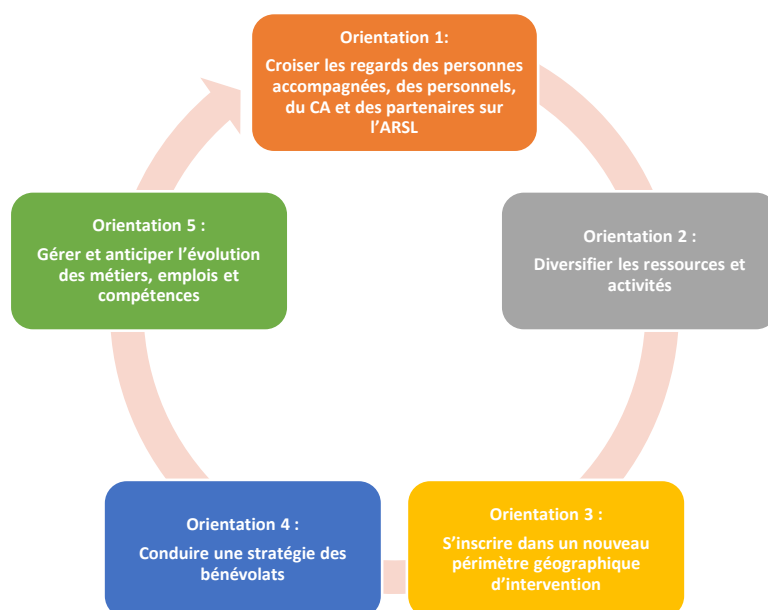 Orientation 1:
Croiser les regards des personnes
accompagnées, des personnels,
du CA et des partenaires sur
l’ARSL
Orientation 2 :
Diversifier les ressources et
activités
Orientation 3 :
S’inscrire dans un nouveau
périmètre géographique
d’intervention
Orientation 4 :
Conduire une stratégie des
bénévolats
Orientation 5 :
Gérer et anticiper l’évolution
des métiers, emplois et
compétences